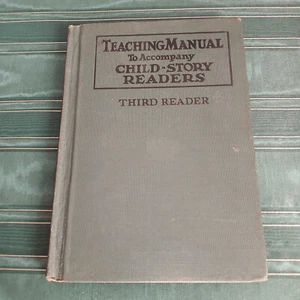 TEACHING MANUAL
To Accompany
CHILD-STORY
READERS
THIRD READER